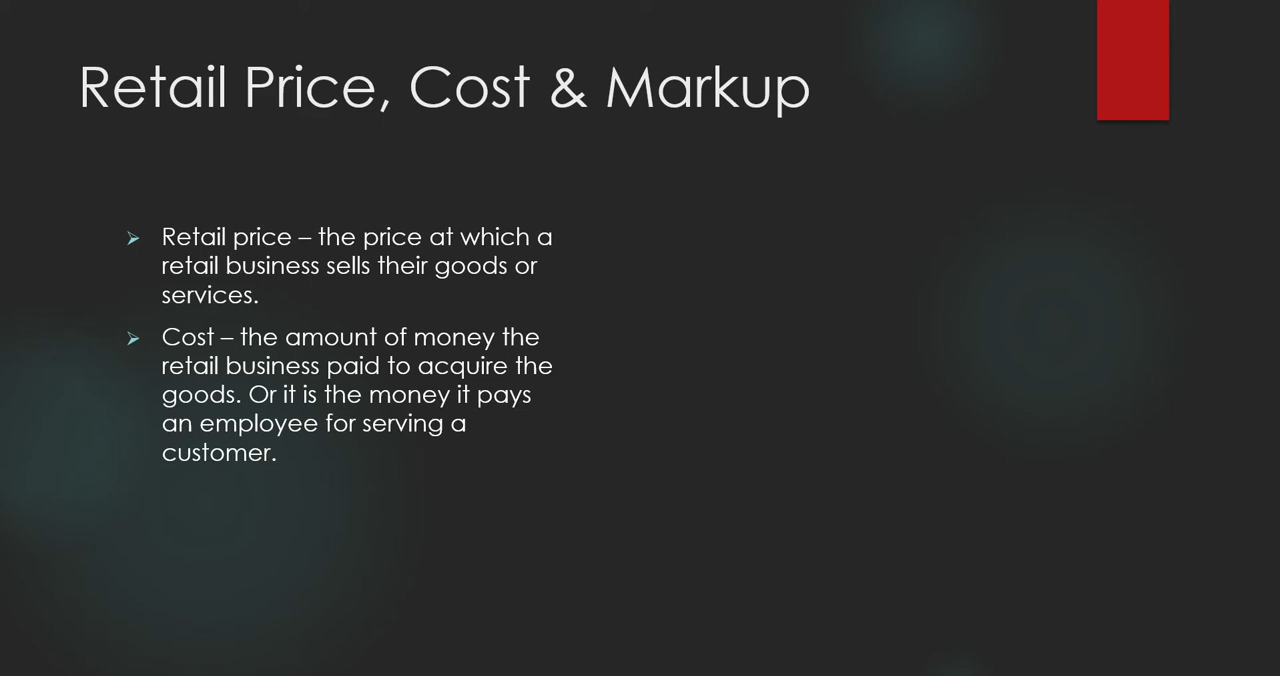 Retail Price, Cost & Markup
Retail price – the price at which a
retail business sells their goods or
services.
Cost – the amount of money the
retail business paid to acquire the
goods. Or it is the money it pays
an employee for serving a
customer.